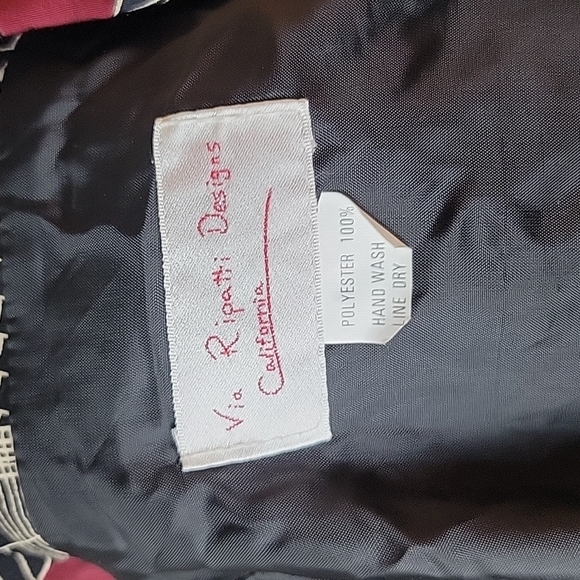 Via Ripatti Designs
California
POLYESTER 100%
HAND WASH
LINE DRY